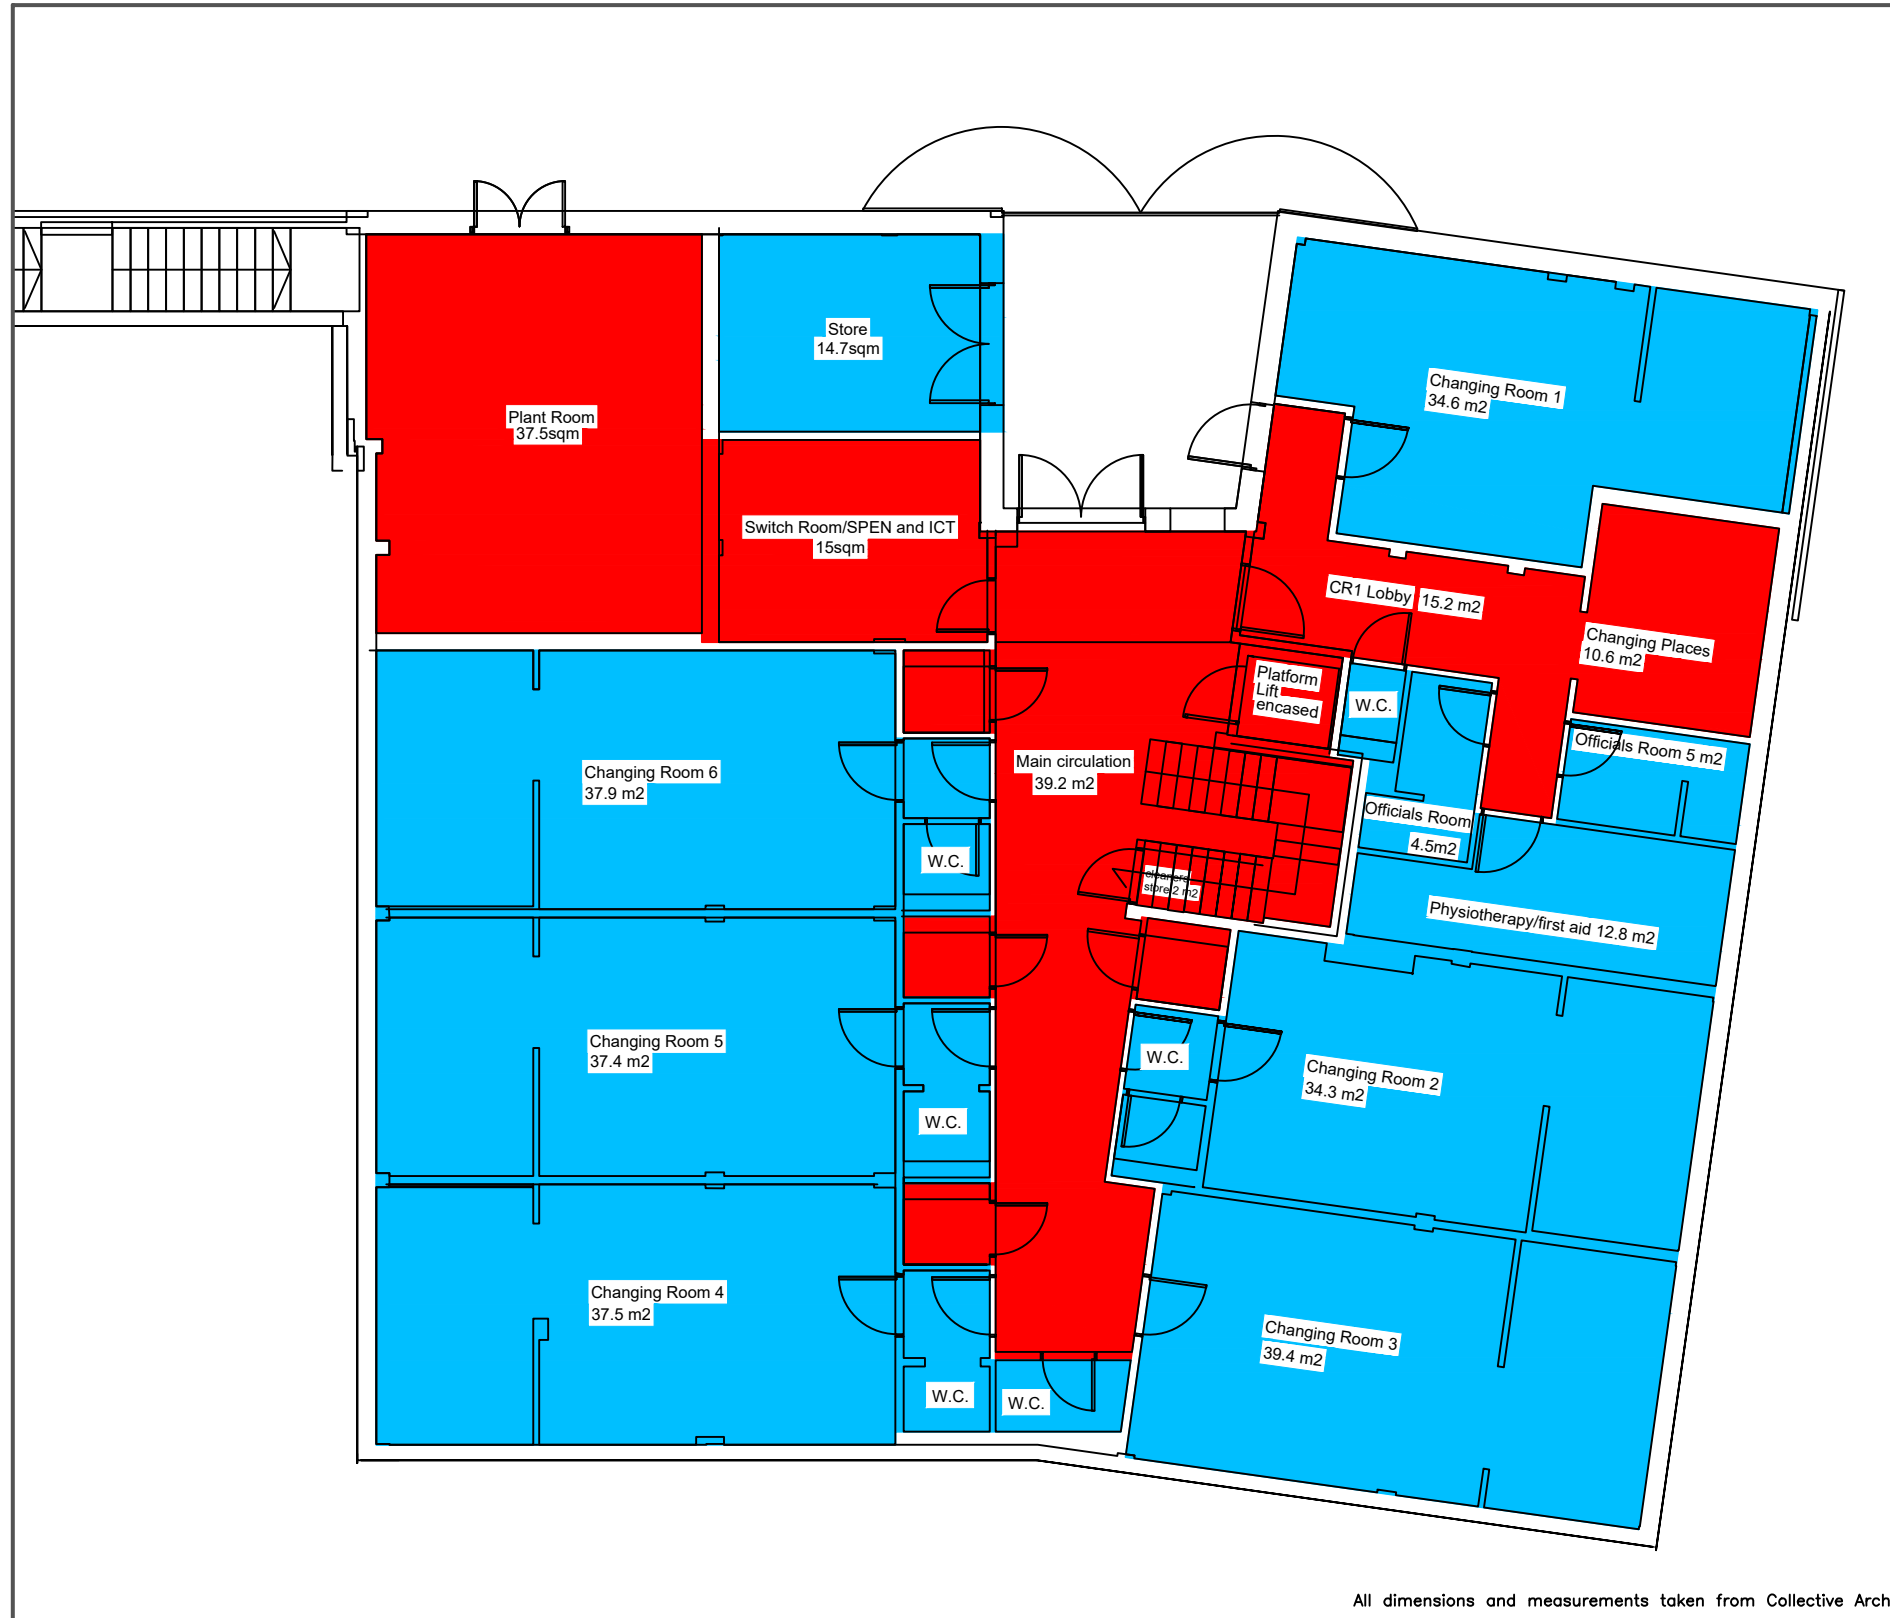 Store
14.7sqm
Plant Room
37.5sqm
Switch Room/SPEN and ICT
15sqm
Changing Room 1
34.6 m2
CR1 Lobby 15.2 m2
Changing Places
10.6 m2
Platform
Lift
encased
W.C.
Officials Room 5 m2
Main circulation
39.2 m2
Changing Room 6
37.9 m2
Officials Room
4.5m2
W.C.
cleaners
store 2 m2
Physiotherapy/first aid 12.8 m2
Changing Room 5
37.4 m2
W.C.
Changing Room 2
34.3 m2
W.C.
Changing Room 4
37.5 m2
Changing Room 3
39.4 m2
W.C.
W.C.
All dimensions and measurements taken from Collective Arch